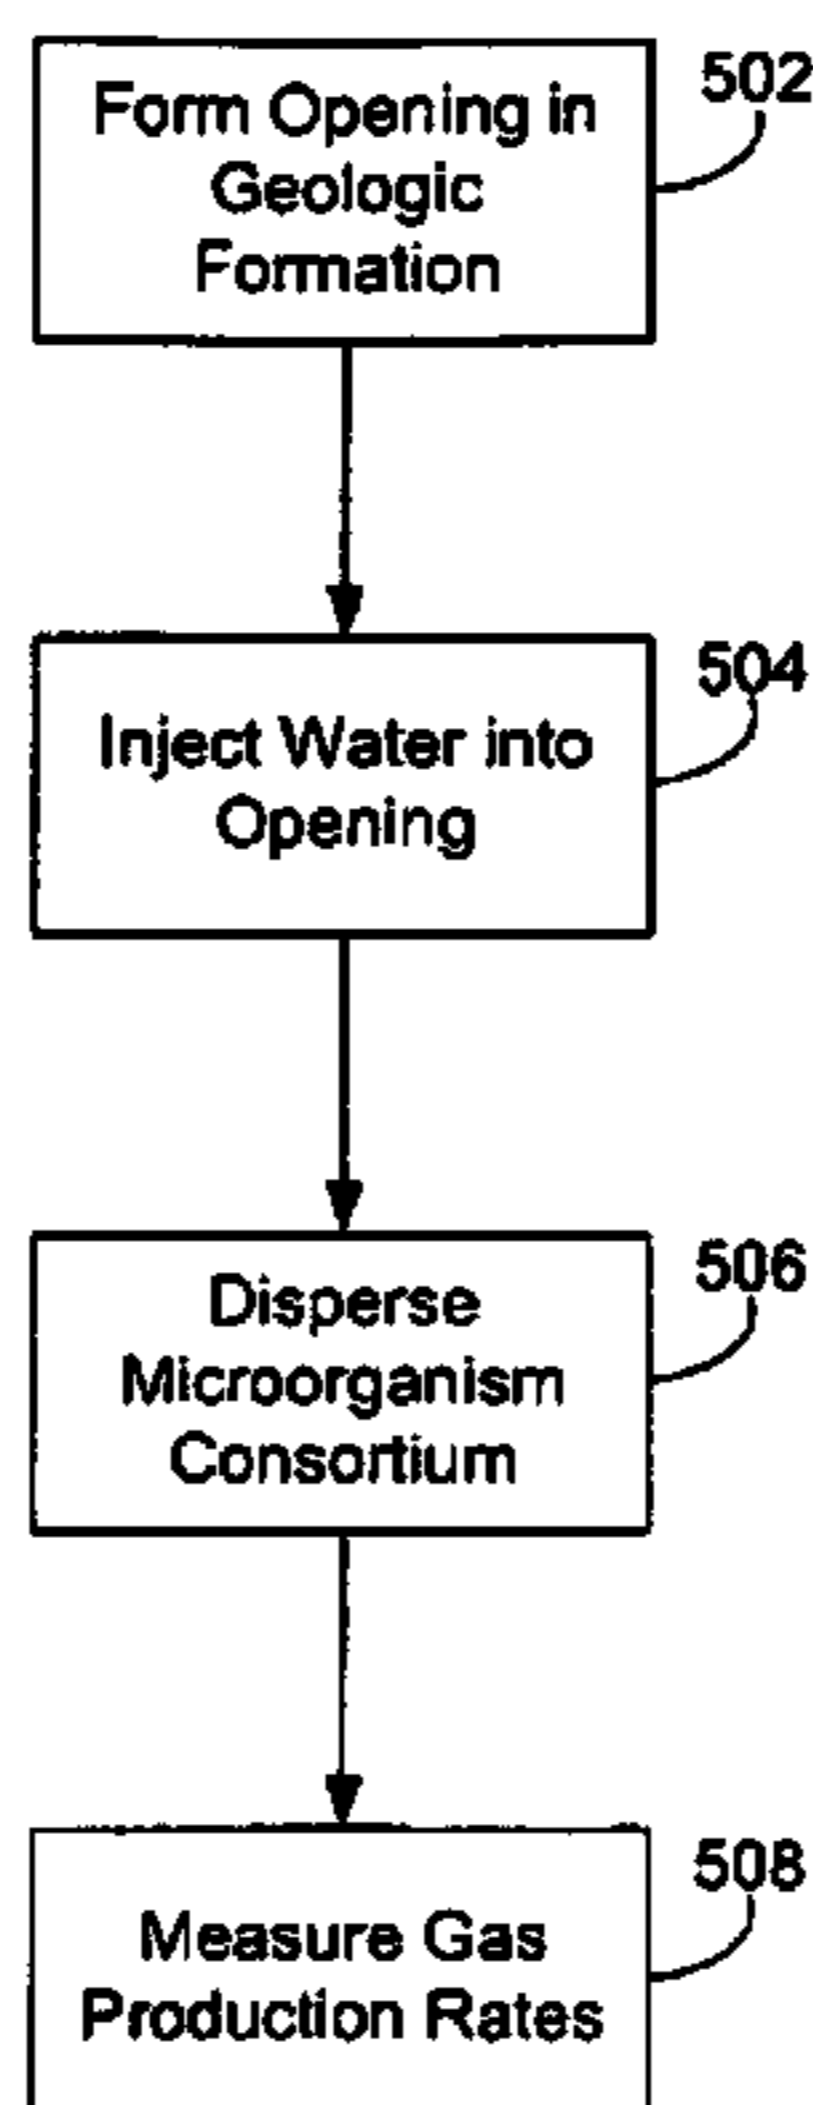 Form Opening in
Geologic
Formation
502
Inject Water into
Opening
504
Disperse
Microorganism
Consortium
506
Measure Gas
Production Rates
508